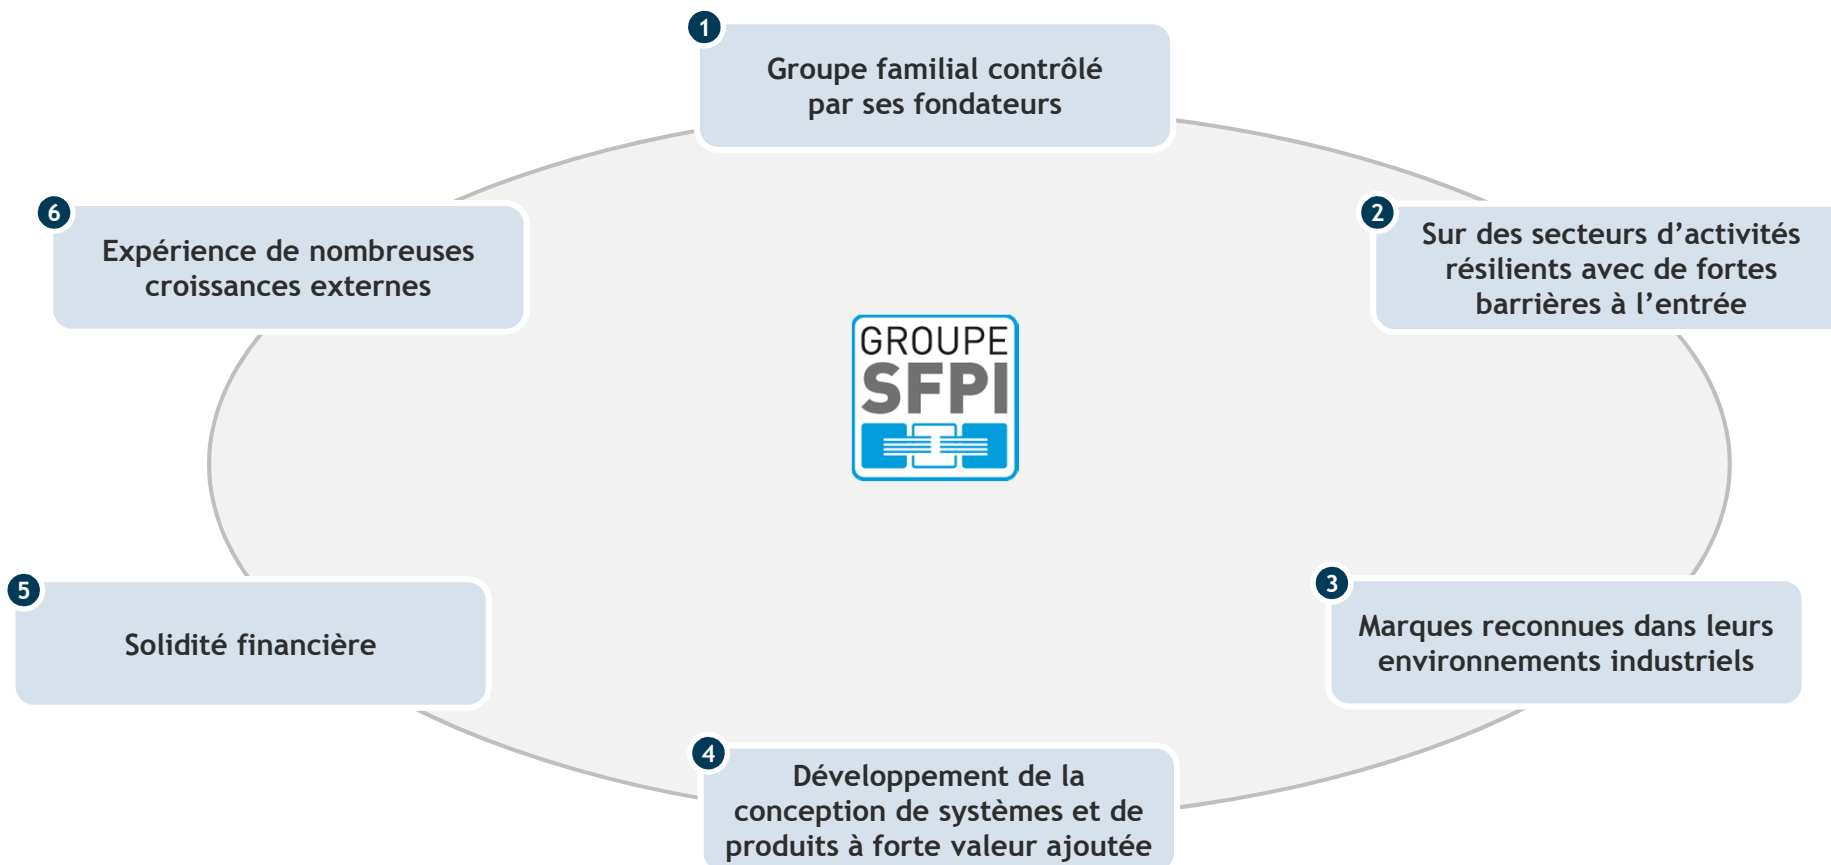 1
Groupe familial contrôlé
par ses fondateurs
2
Sur des secteurs d’activités
résilients avec de fortes
barrières à l’entrée
3
Marques reconnues dans leurs
environnements industriels
4
Développement de la
conception de systèmes et de
produits à forte valeur ajoutée
5
Solidité financière
6
Expérience de nombreuses
croissances externes
GROUPE
SFPI